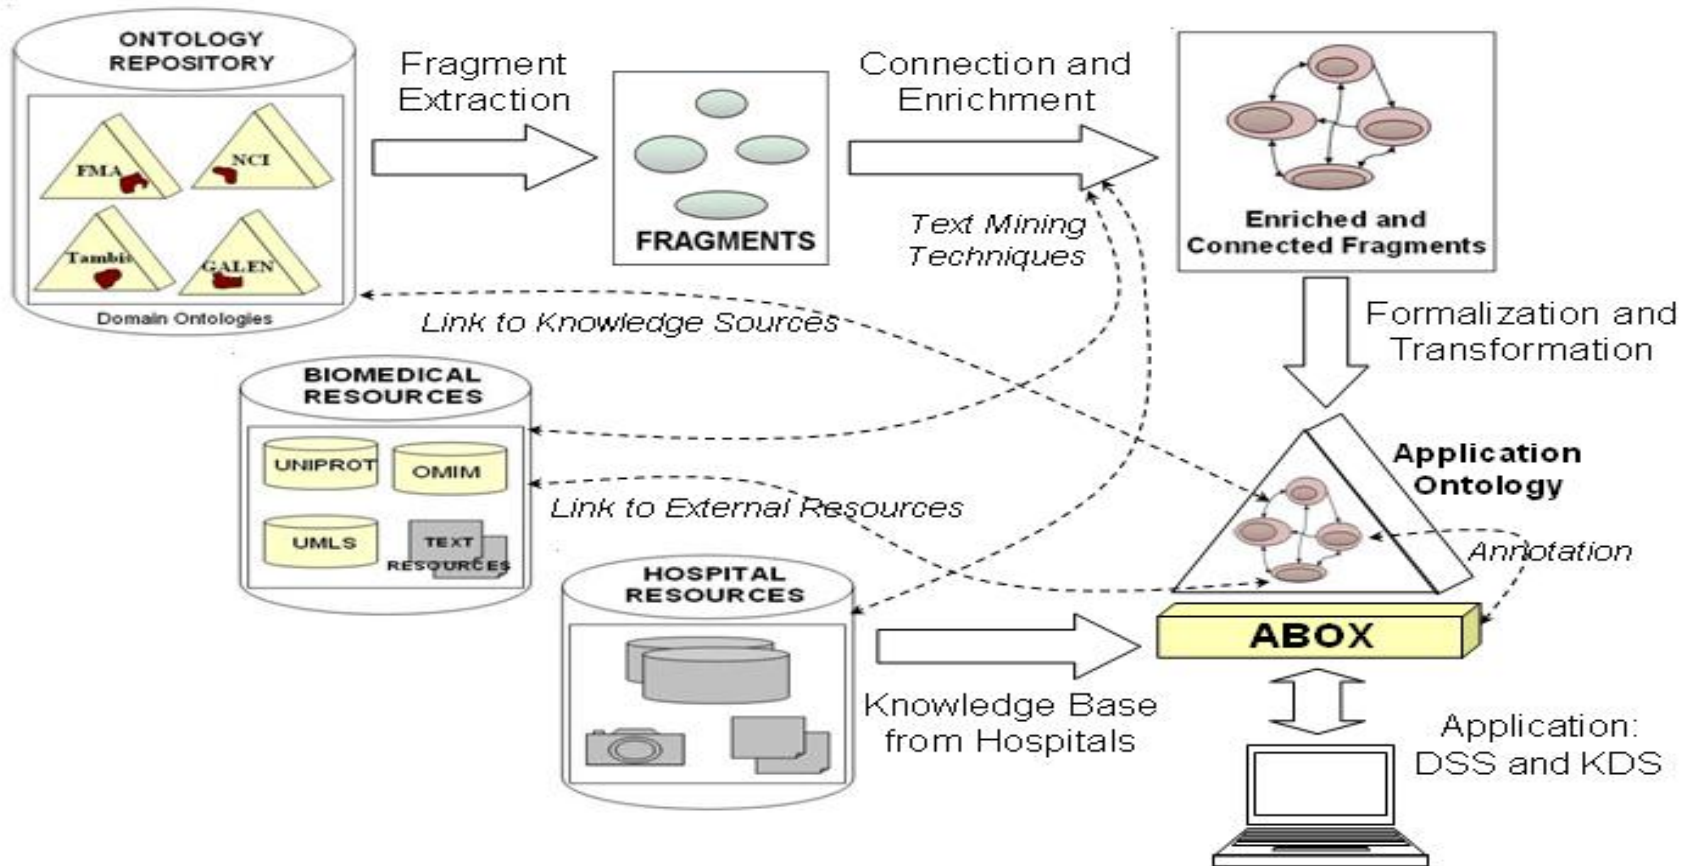 ONTOLOGY
REPOSITORY
FMA
NCI
Tambis
GALEN
Domain Ontologies
Fragment
Extraction
FRAGMENTS
Connection and
Enrichment
Text Mining
Techniques
Enriched and
Connected Fragments
Link to Knowledge Sources
Formalization and
Transformation
BIOMEDICAL
RESOURCES
UNIPROT
OMIM
UMLS
TEXT
RESOURCES
Link to External Resources
Application
Ontology
Annotation
HOSPITAL
RESOURCES
ABOX
Knowledge Base
from Hospitals
Application:
DSS and KDS